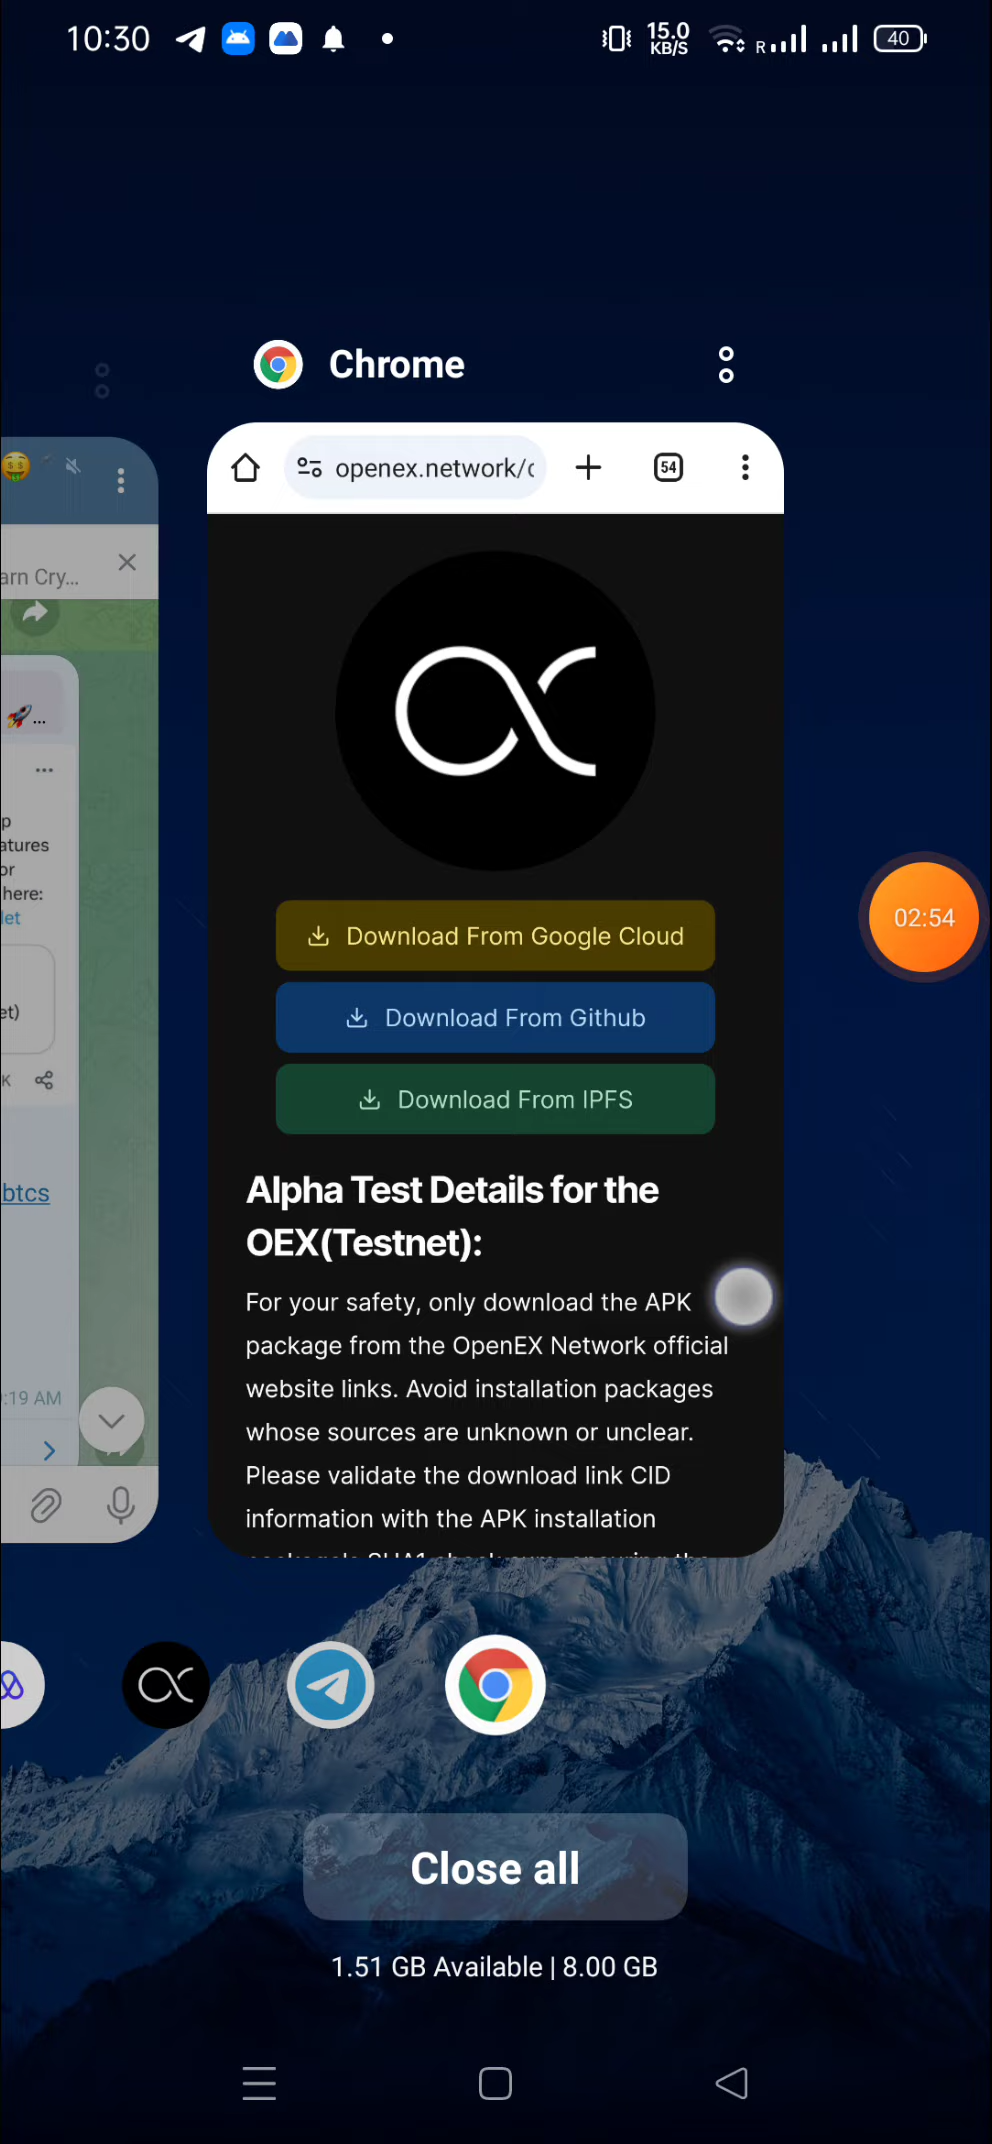 10:30
15.0
KB/S
R
40
Chrome
openex.network/
54
arn Cry...
...
p
atures
or
here:
let
et)
K
btcs
:19 AM
Download From Google Cloud
Download From Github
Download From IPFS
02:54
Alpha Test Details for the
OEX(Testnet):
For your safety, only download the APK
package from the OpenEX Network official
website links. Avoid installation packages
whose sources are unknown or unclear.
Please validate the download link CID
information with the APK installation
Close all
1.51 GB Available | 8.00 GB